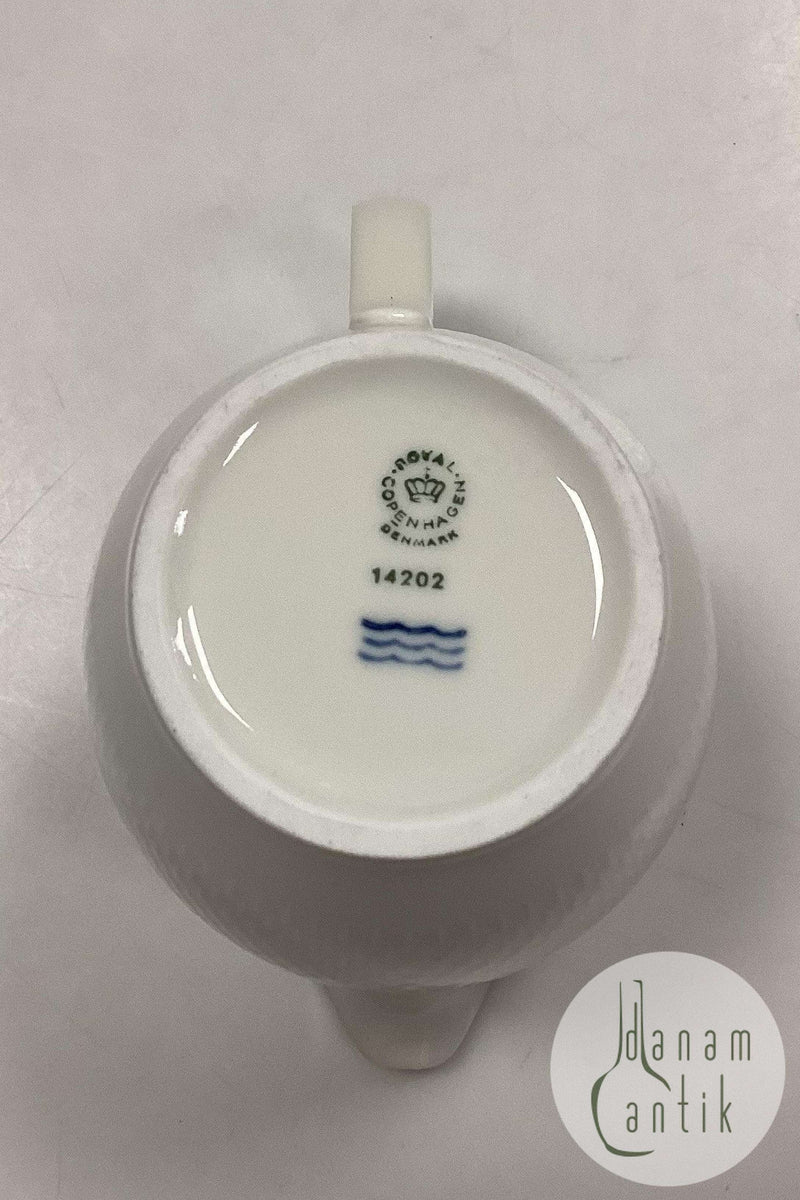 ROYAL
COPENHAGEN
DENMARK
14202
danam
antik